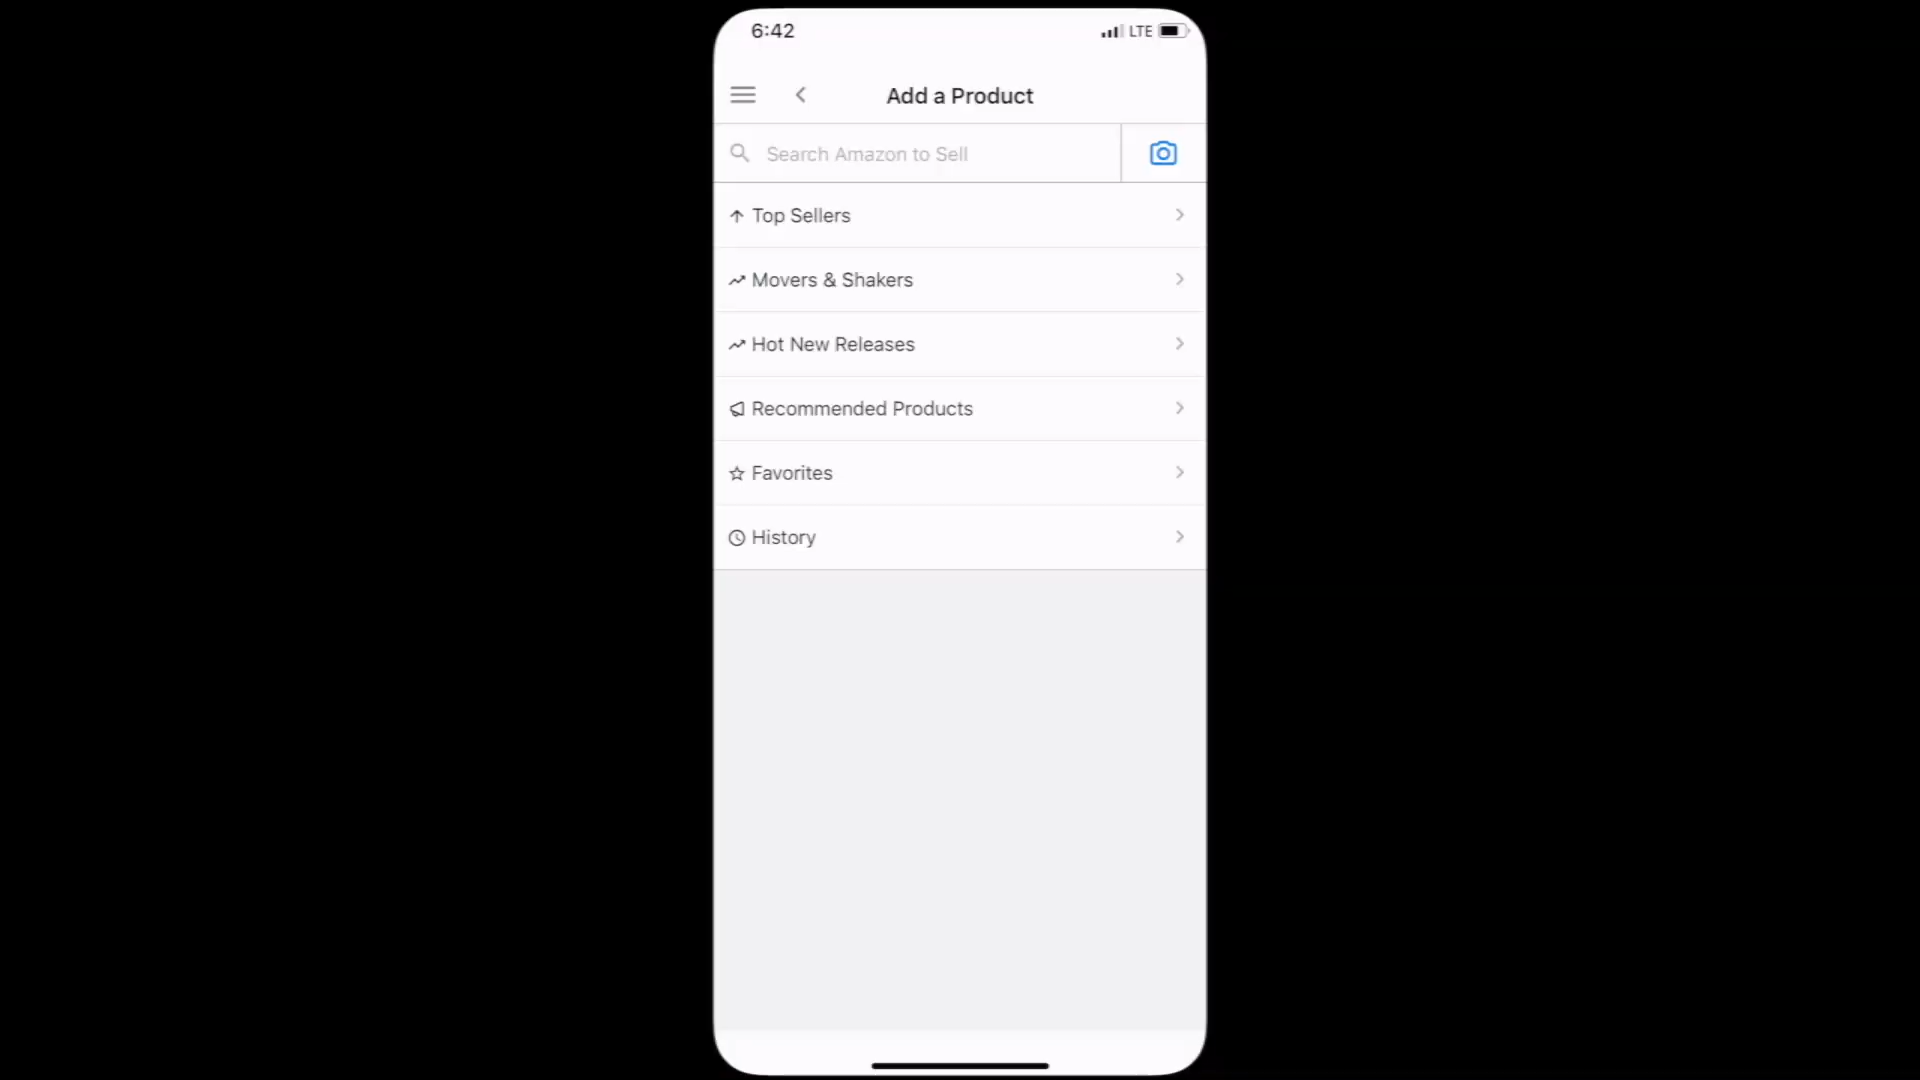 6:42 LTE
Add a Product
Search Amazon to Sell
Top Sellers
Movers & Shakers
Hot New Releases
Recommended Products
Favorites
History